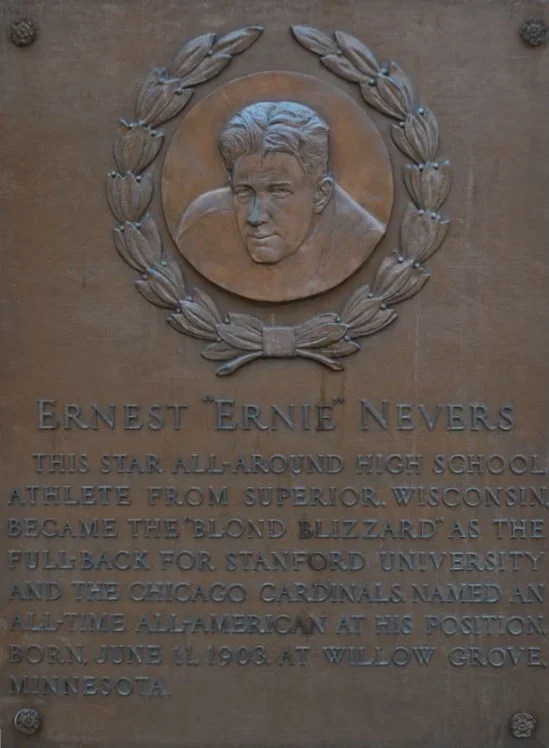 ERNEST "ERNIE" NEVERS
THIS STAR ALL-AROUND HIGH SCHOOL
ATHLETE FROM SUPERIOR, WISCONSIN
BECAME THE "BLOND BLIZZARD" AS THE
FULL-BACK FOR STANFORD UNIVERSITY
AND THE CHICAGO CARDINALS. NAMED AN
ALL-TIME ALL-AMERICAN AT HIS POSITION.
BORN, JUNE 11, 1903, AT WILLOW GROVE,
MINNESOTA.